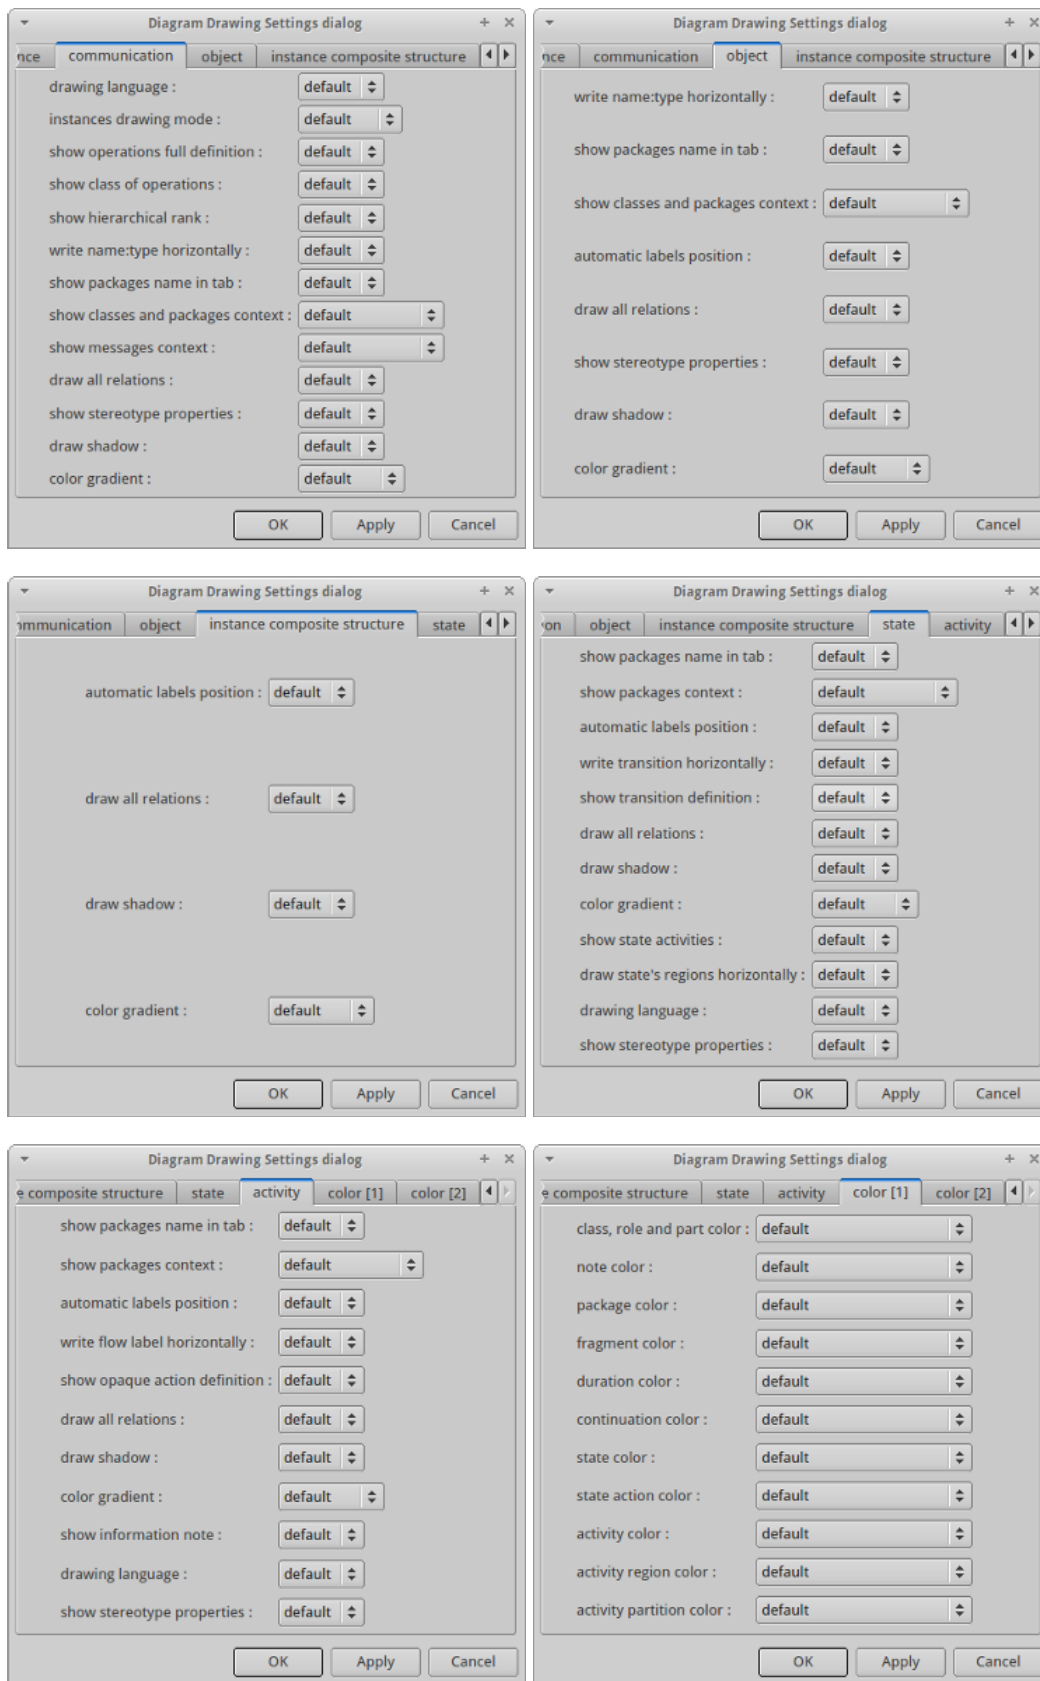 Diagram Drawing Settings dialog
nce communication object instance composite structure
drawing language : default
instances drawing mode : default
show operations full definition : default
show class of operations : default
show hierarchical rank : default
write name:type horizontally : default
show packages name in tab : default
show classes and packages context : default
show messages context : default
draw all relations : default
show stereotype properties : default
draw shadow : default
color gradient : default
OK Apply Cancel
Diagram Drawing Settings dialog
nce communication object instance composite structure
write name:type horizontally : default
show packages name in tab : default
show classes and packages context : default
automatic labels position : default
draw all relations : default
show stereotype properties : default
draw shadow : default
color gradient : default
OK Apply Cancel
Diagram Drawing Settings dialog
mmunication object instance composite structure state
automatic labels position : default
draw all relations : default
draw shadow : default
color gradient : default
OK Apply Cancel
Diagram Drawing Settings dialog
on object instance composite structure state activity
show packages name in tab : default
show packages context : default
automatic labels position : default
write transition horizontally : default
show transition definition : default
draw all relations : default
draw shadow : default
color gradient : default
show state activities : default
draw state's regions horizontally : default
drawing language : default
show stereotype properties : default
OK Apply Cancel
Diagram Drawing Settings dialog
e composite structure state activity color [1] color [2]
show packages name in tab : default
show packages context : default
automatic labels position : default
write flow label horizontally : default
show opaque action definition : default
draw all relations : default
draw shadow : default
color gradient : default
show information note : default
drawing language : default
show stereotype properties : default
OK Apply Cancel
Diagram Drawing Settings dialog
e composite structure state activity color [1] color [2]
class, role and part color : default
note color : default
package color : default
fragment color : default
duration color : default
continuation color : default
state color : default
state action color : default
activity color : default
activity region color : default
activity partition color : default
OK Apply Cancel